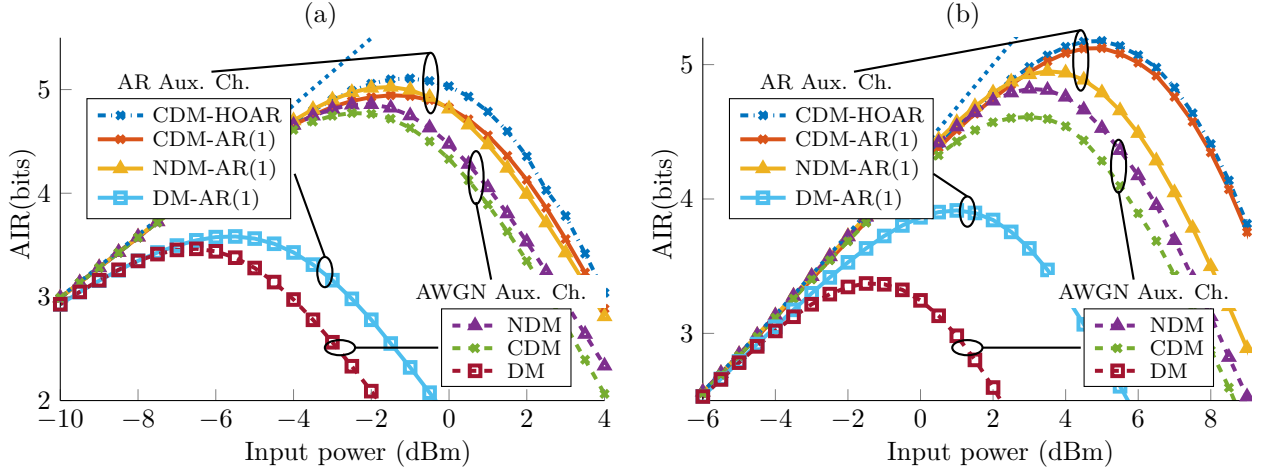 (a)
AIR(bits)
5
4
3
2
AR Aux. Ch.
CDM-HOAR
CDM-AR(1)
NDM-AR(1)
DM-AR(1)
AWGN Aux. Ch.
NDM
CDM
DM
−10 −8 −6 −4 −2 0 2 4
Input power (dBm)
(b)
AIR(bits)
5
4
3
AR Aux. Ch.
CDM-HOAR
CDM-AR(1)
NDM-AR(1)
DM-AR(1)
AWGN Aux. Ch.
NDM
CDM
DM
−6 −4 −2 0 2 4 6 8
Input power (dBm)